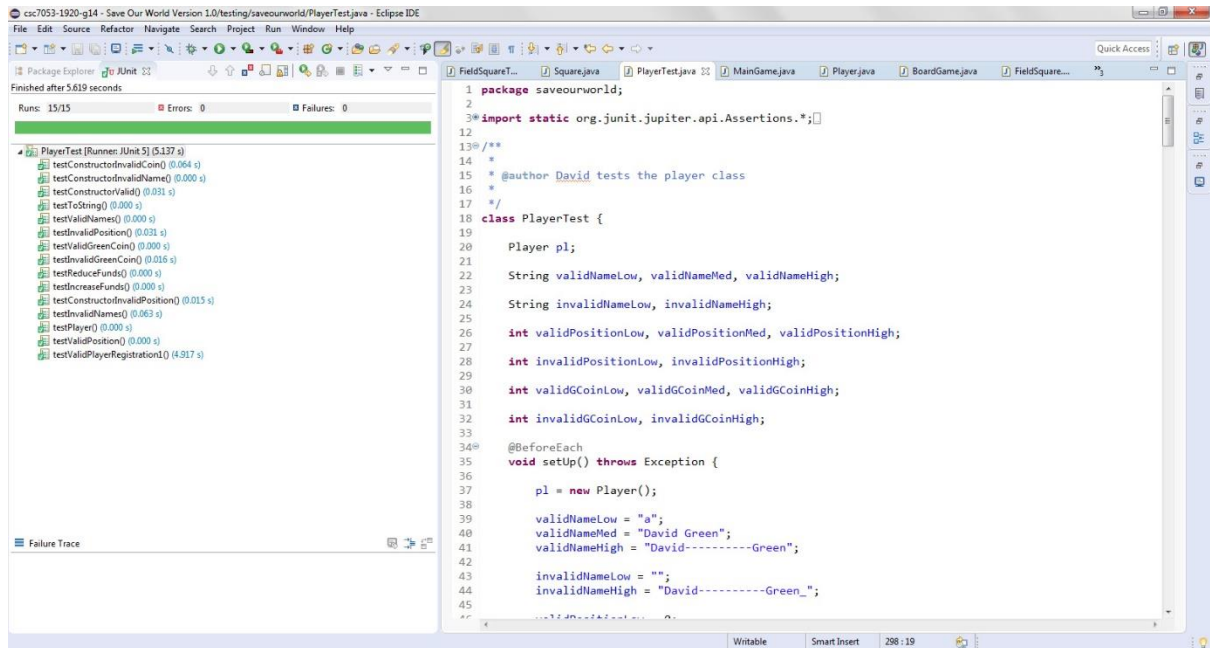 csc7053-1920-g14 - Save Our World Version 1.0/testing/saveourworld/PlayerTest.java - Eclipse IDE
File Edit Source Refactor Navigate Search Project Run Window Help
Quick Access
Package Explorer JUnit
Finished after 5.619 seconds
Runs: 15/15 Errors: 0 Failures: 0
PlayerTest [Runner: JUnit 5] (5.137 s)
testConstructorInvalidCoin() (0.064 s)
testConstructorInvalidName() (0.000 s)
testConstructorValid() (0.031 s)
testToString() (0.000 s)
testValidNames() (0.000 s)
testInvalidPosition() (0.031 s)
testValidGreenCoin() (0.000 s)
testInvalidGreenCoin() (0.016 s)
testReduceFunds() (0.000 s)
testIncreaseFunds() (0.000 s)
testConstructorInvalidPosition() (0.015 s)
testInvalidNames() (0.063 s)
testPlayer() (0.000 s)
testValidPosition() (0.000 s)
testValidPlayerRegistration1() (4.917 s)
Failure Trace
FieldSquareT... Square.java PlayerTest.java MainGame.java Player.java BoardGame.java FieldSquare.... »3
1 package saveourworld;
2
3 import static org.junit.jupiter.api.Assertions.*;
12
13 /**
14 *
15 * @author David tests the player class
16 *
17 */
18 class PlayerTest {
19
20 Player pl;
21
22 String validNameLow, validNameMed, validNameHigh;
23
24 String invalidNameLow, invalidNameHigh;
25
26 int validPositionLow, validPositionMed, validPositionHigh;
27
28 int invalidPositionLow, invalidPositionHigh;
29
30 int validGCoinLow, validGCoinMed, validGCoinHigh;
31
32 int invalidGCoinLow, invalidGCoinHigh;
33
34 @BeforeEach
35 void setUp() throws Exception {
36
37 pl = new Player();
38
39 validNameLow = "a";
40 validNameMed = "David Green";
41 validNameHigh = "David----------Green";
42
43 invalidNameLow = "";
44 invalidNameHigh = "David----------Green_";
45
Writable Smart Insert 298 : 19